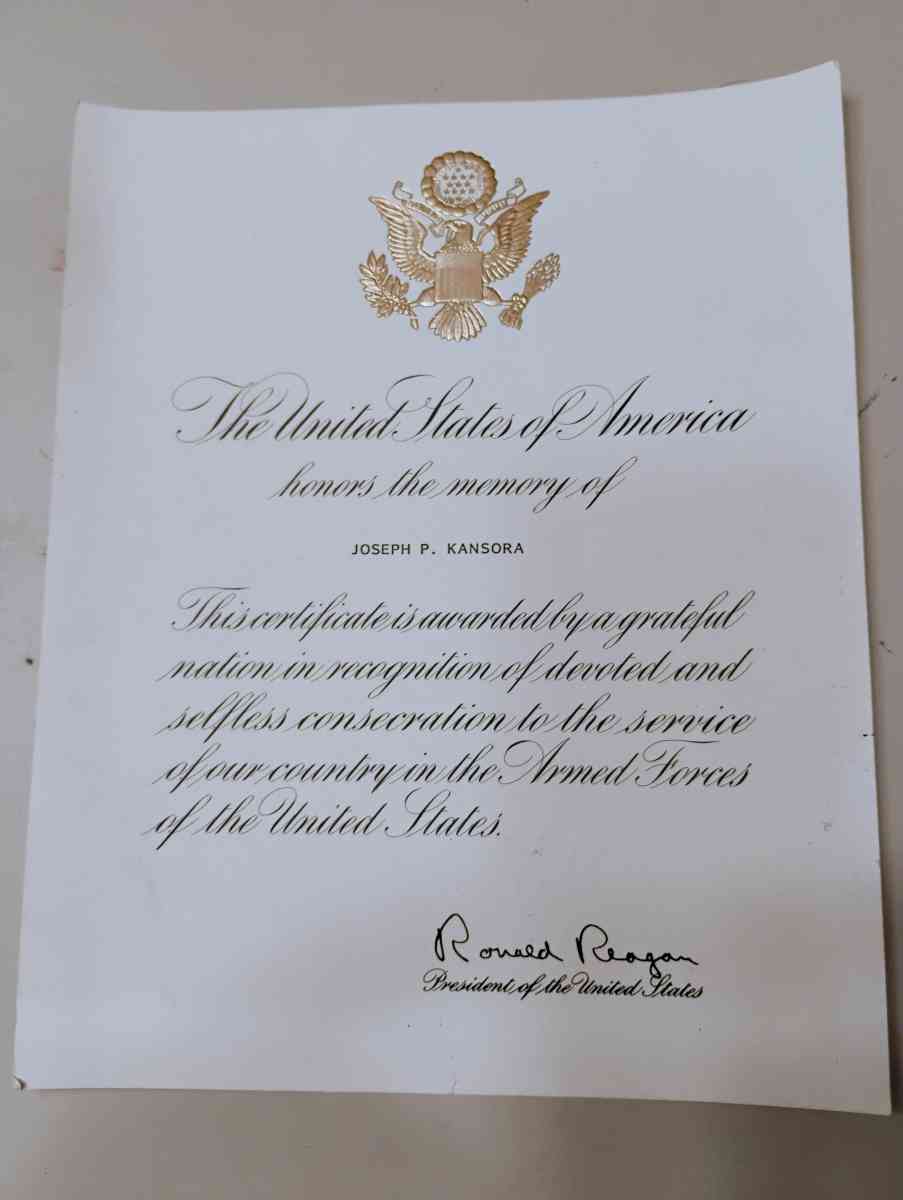 The United States of America
honors the memory of
JOSEPH P. KANSORA
This certificate is awarded by a grateful
nation in recognition of devoted and
selfless consecration to the service
of our country in the Armed Forces
of the United States.
Ronald Reagan
President of the United States